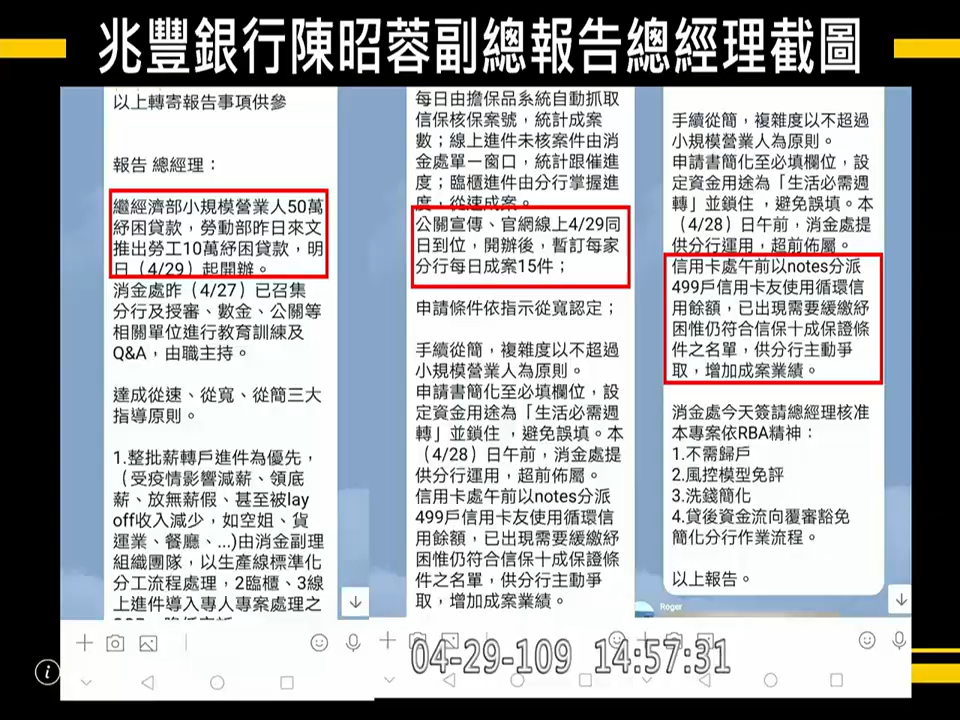 兆豐銀行陳昭蓉副總報告總經理截圖
以上轉寄報告事項供參
報告 總經理：
繼經濟部小規模營業人50萬
紓困貸款，勞動部昨日來文
推出勞工10萬紓困貸款，明
日（4/29）起開辦。
消金處昨（4/27）已召集
分行及授審、數金、公關等
相關單位進行教育訓練及
Q&A，由職主持。
達成從速、從寬、從簡三大
指導原則。
1.整批薪轉戶進件為優先，
（受疫情影響減薪、領底
薪、放無薪假、甚至被lay
off收入減少，如空姐、貨
運業、餐廳、...)由消金副理
組織團隊，以生產線標準化
分工流程處理，2臨櫃、3線
上進件導入專人專案處理之
每日由擔保品系統自動抓取
信保核保案號，統計成案
數；線上進件未核案件由消
金處單一窗口，統計跟催進
度；臨櫃進件由分行掌握進
度，從速成案。
公關宣傳、官網線上4/29同
日到位，開辦後，暫訂每家
分行每日成案15件；
申請條件依指示從寬認定；
手續從簡，複雜度以不超過
小規模營業人為原則。
申請書簡化至必填欄位，設
定資金用途為「生活必需週
轉」並鎖住 ，避免誤填。本
（4/28）日午前，消金處提
供分行運用，超前佈屬。
信用卡處午前以notes分派
499戶信用卡友使用循環信
用餘額，已出現需要緩繳紓
困惟仍符合信保十成保證條
件之名單，供分行主動爭
取，增加成案業績。
手續從簡，複雜度以不超過
小規模營業人為原則。
申請書簡化至必填欄位，設
定資金用途為「生活必需週
轉」並鎖住，避免誤填。本
（4/28）日午前，消金處提
供分行運用，超前佈屬。
信用卡處午前以notes分派
499戶信用卡友使用循環信
用餘額，已出現需要緩繳紓
困惟仍符合信保十成保證條
件之名單，供分行主動爭
取，增加成案業績。
消金處今天簽請總經理核准
本專案依RBA精神：
1.不需歸戶
2.風控模型免評
3.洗錢簡化
4.貸後資金流向覆審豁免
簡化分行作業流程。
以上報告。
Roger
04-29-109 14:57:31